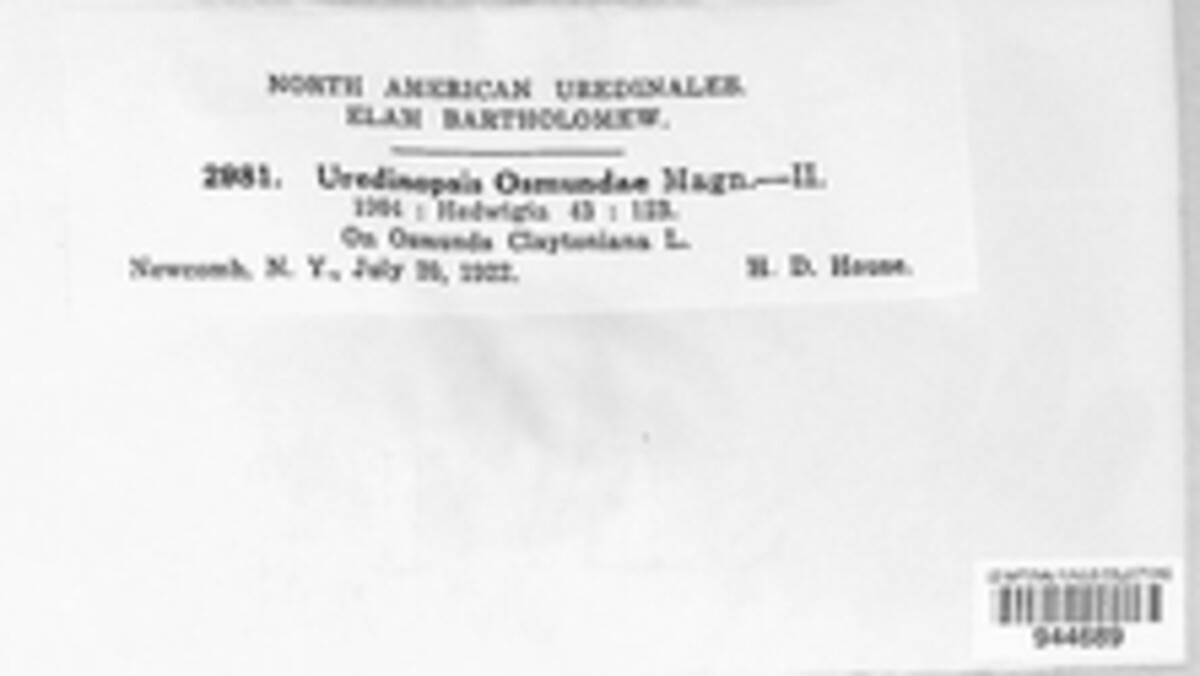 NORTH AMERICAN UREDINALES.
ELAM BARTHOLOMEW.
2981. Uredinopsis Osmundae Magn.—II.
1904 : Hedwigia 43 : 123.
On Osmunda Claytoniana L.
Newcomb, N. Y., July 1922. H. D. House.
944689